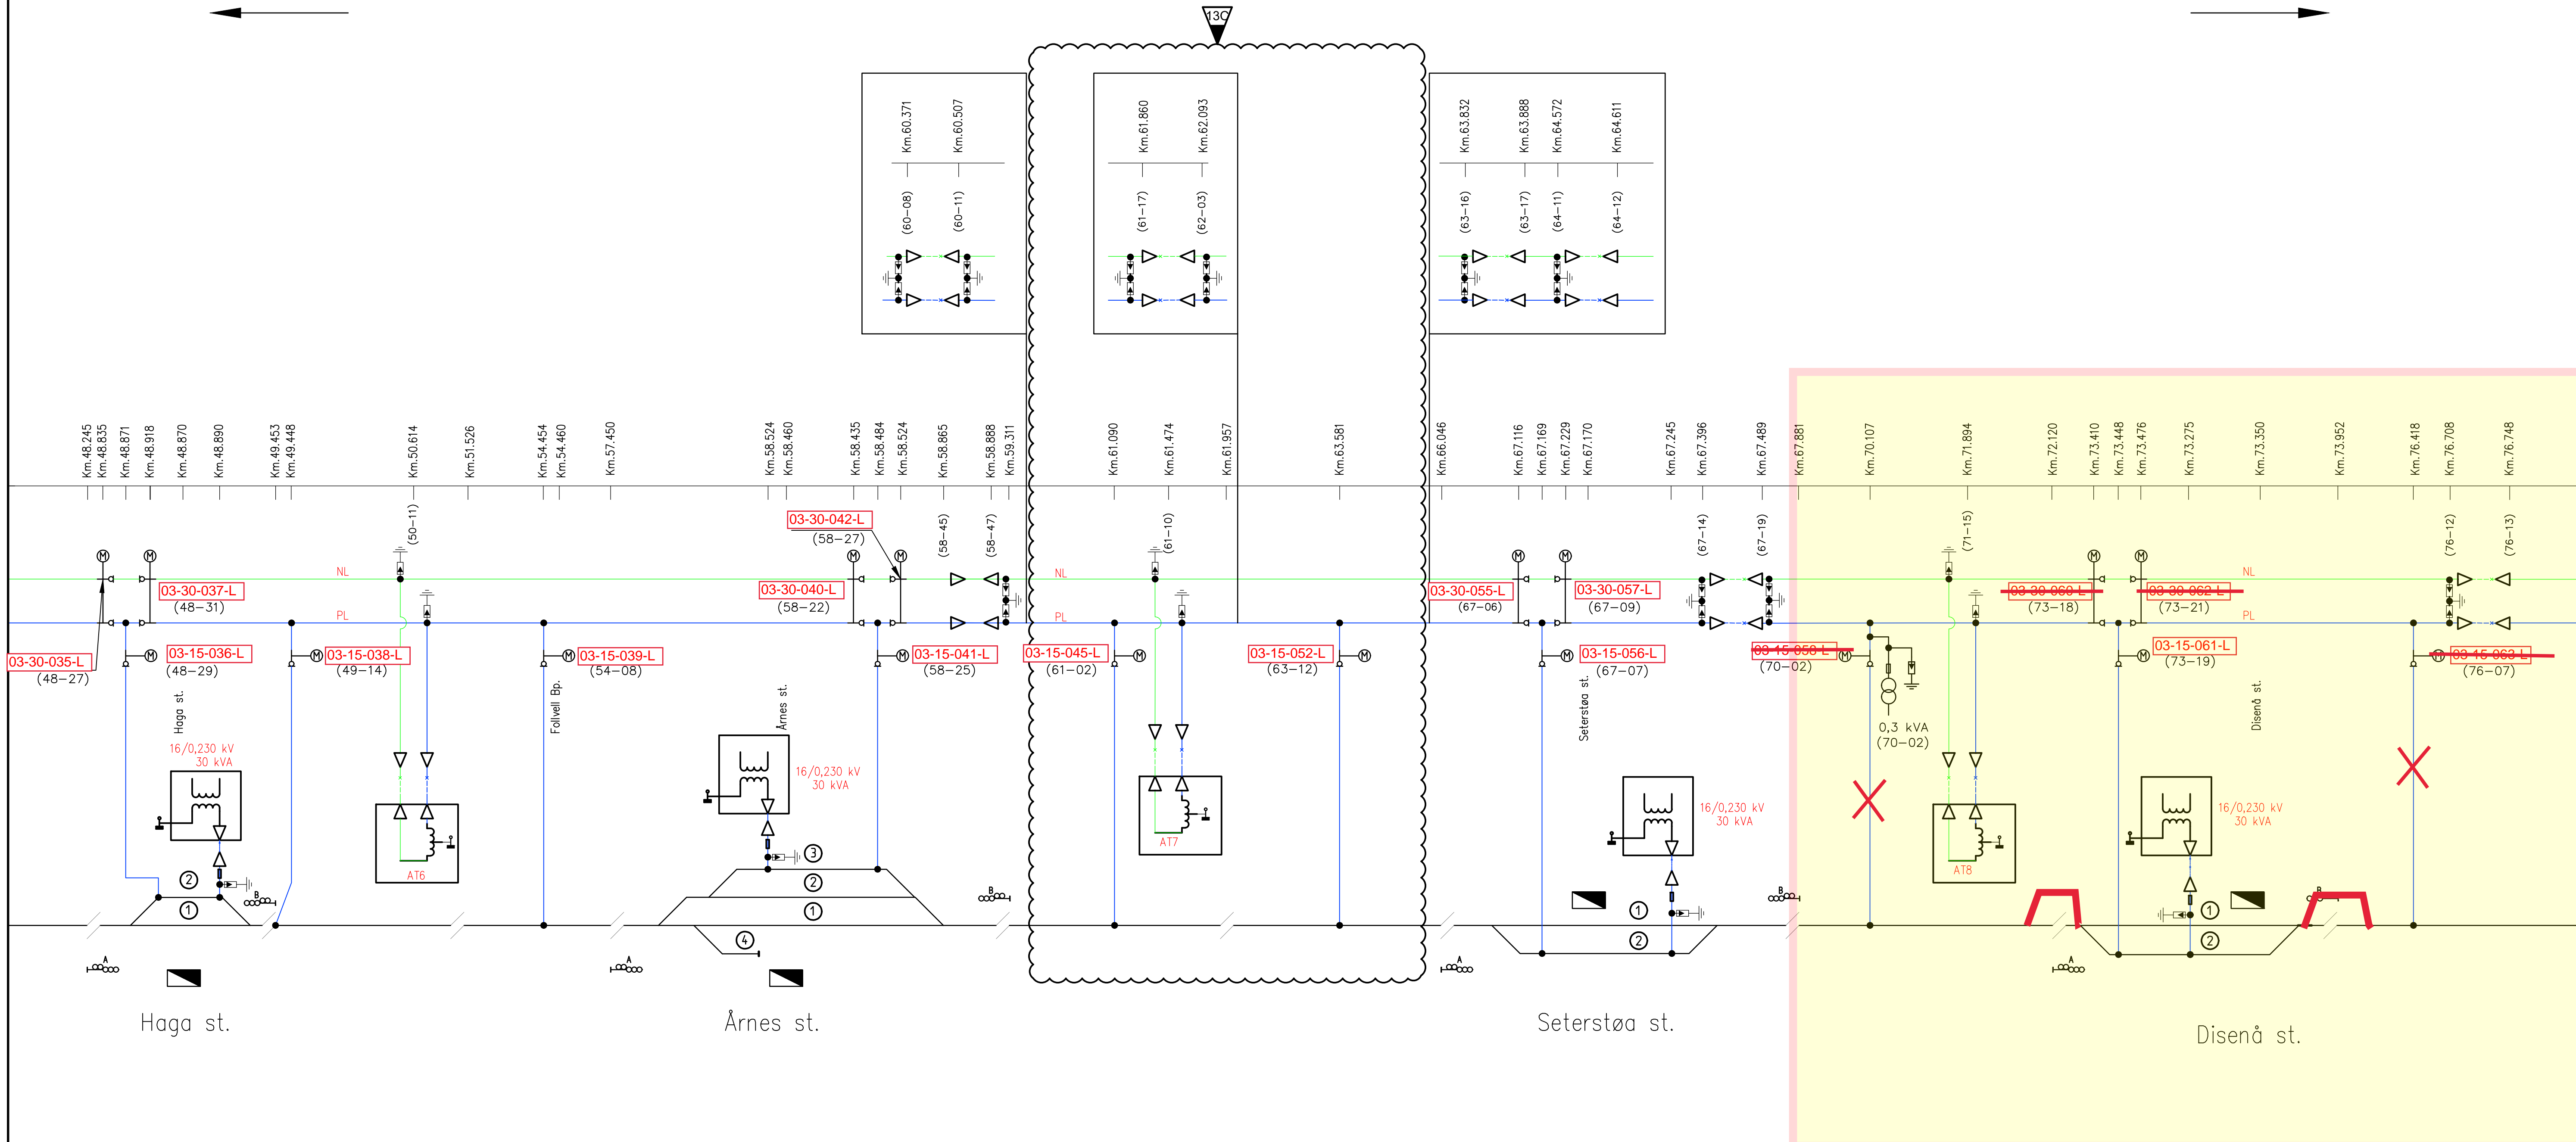 13C
Km.60.371
Km.60.507
(60-08)
(60-11)
Km.61.860
Km.62.093
(61-17)
(62-03)
Km.63.832
Km.63.888
Km.64.572
Km.64.611
(63-16)
(63-17)
(64-11)
(64-12)
Km.48.245
Km.48.835
Km.48.871
Km.48.918
Km.48.870
Km.48.890
Km.49.453
Km.49.448
Km.50.614
Km.51.526
Km.54.454
Km.54.460
Km.57.450
Km.58.524
Km.58.460
Km.58.435
Km.58.484
Km.58.524
Km.58.865
Km.58.888
Km.59.311
Km.61.090
Km.61.474
Km.61.957
Km.63.581
Km.66.046
Km.67.116
Km.67.169
Km.67.229
Km.67.170
Km.67.245
Km.67.396
Km.67.489
Km.67.881
Km.70.107
Km.71.894
Km.72.120
Km.73.410
Km.73.448
Km.73.476
Km.73.275
Km.73.350
Km.73.952
Km.76.418
Km.76.708
Km.76.748
(50-11)
03-30-042-L
(58-27)
(58-45)
(58-47)
(61-10)
(67-14)
(67-19)
(71-15)
(76-12)
(76-13)
M
M
M
M
M
M
M
M
NL
NL
NL
03-30-037-L
(48-31)
03-30-040-L
(58-22)
03-30-055-L
(67-06)
03-30-057-L
(67-09)
03-30-060-L
(73-18)
03-30-062-L
(73-21)
PL
PL
PL
03-30-035-L
(48-27)
M
03-15-036-L
(48-29)
M
03-15-038-L
(49-14)
M
03-15-039-L
(54-08)
M
03-15-041-L
(58-25)
03-15-045-L
(61-02)
M
03-15-052-L
(63-12)
M
M
03-15-056-L
(67-07)
03-15-058-L
(70-02)
M
M
03-15-061-L
(73-19)
M
03-15-063-L
(76-07)
Haga st.
Follvell Bp.
Årnes st.
Seterstøa st.
Disenå st.
0,3 kVA
(70-02)
16/0,230 kV
30 kVA
16/0,230 kV
30 kVA
16/0,230 kV
30 kVA
16/0,230 kV
30 kVA
AT6
AT7
AT8
2
1
B
3
2
1
4
B
1
2
B
1
2
B
A
A
A
A
Haga st.
Årnes st.
Seterstøa st.
Disenå st.